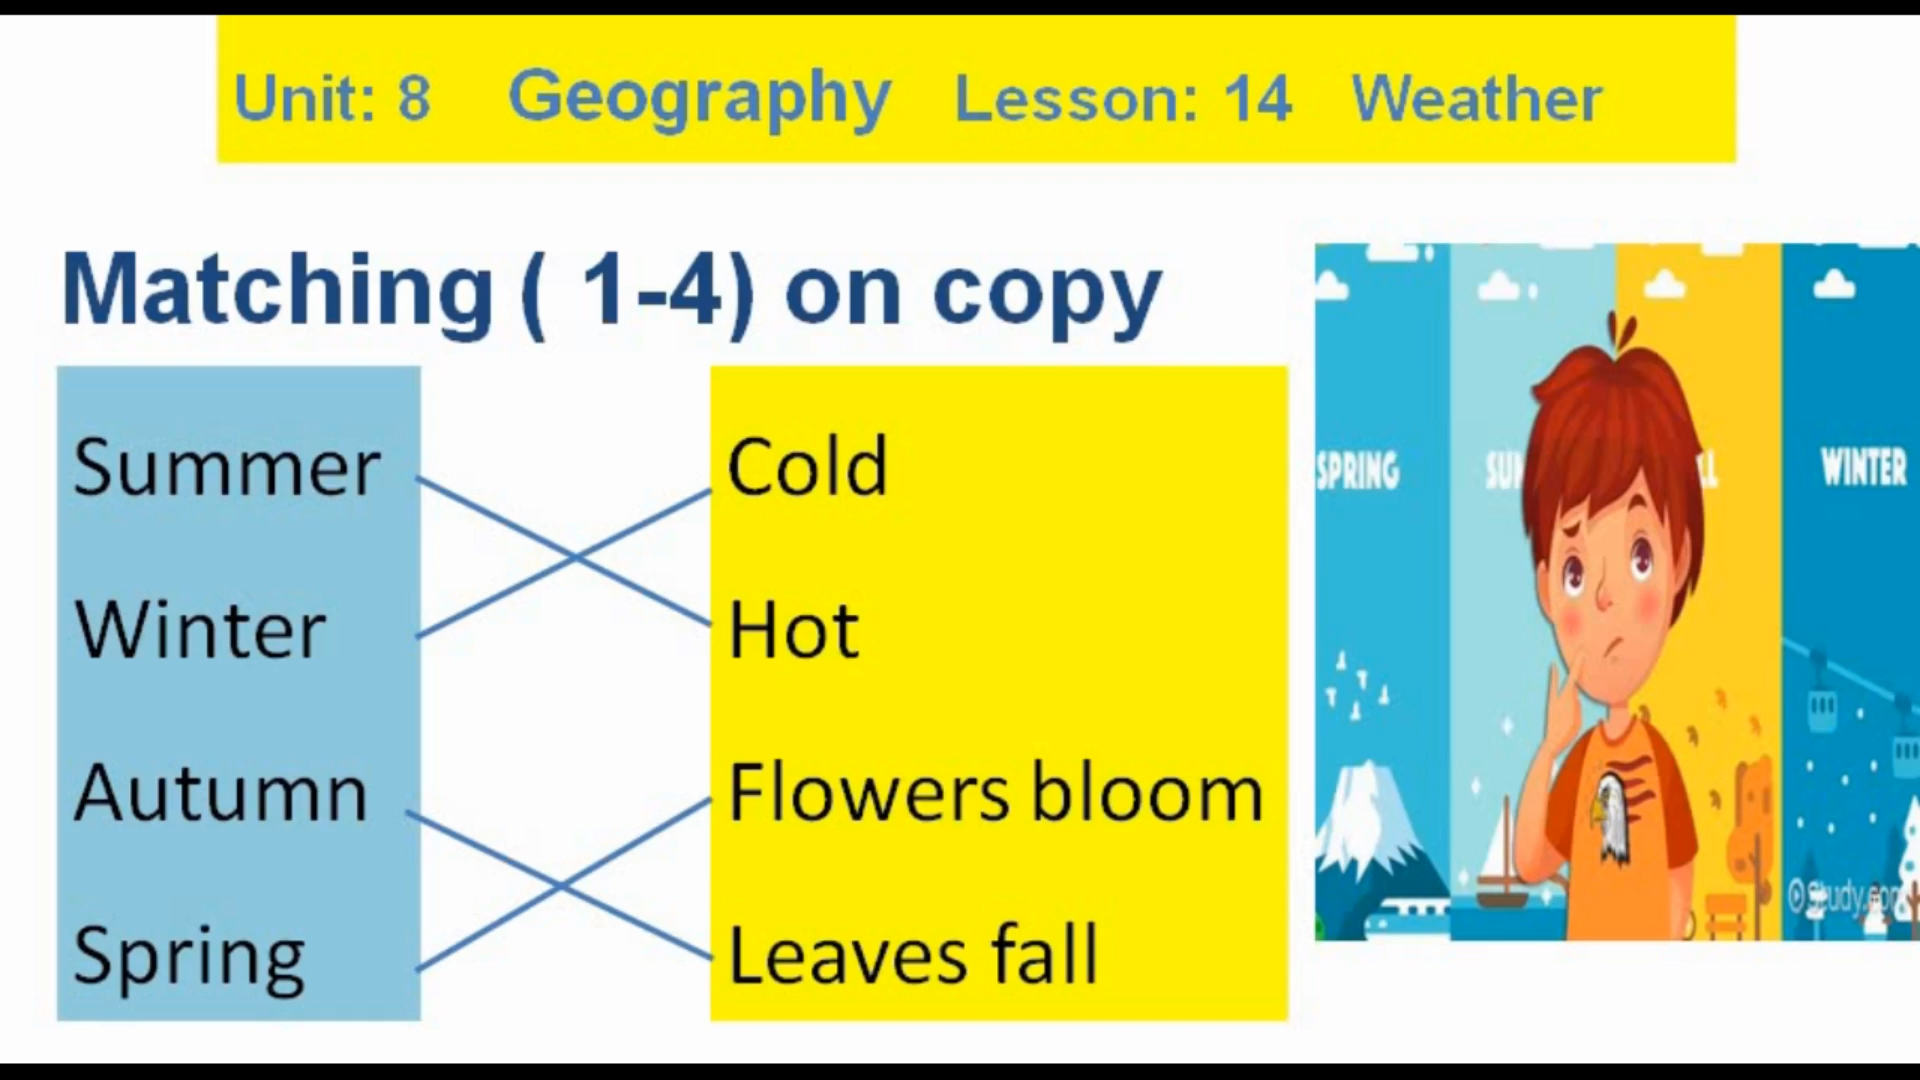 Unit: 8 Geography Lesson: 14 Weather
Matching ( 1-4) on copy
Summer
Winter
Autumn
Spring
Cold
Hot
Flowers bloom
Leaves fall
SPRING
WINTER